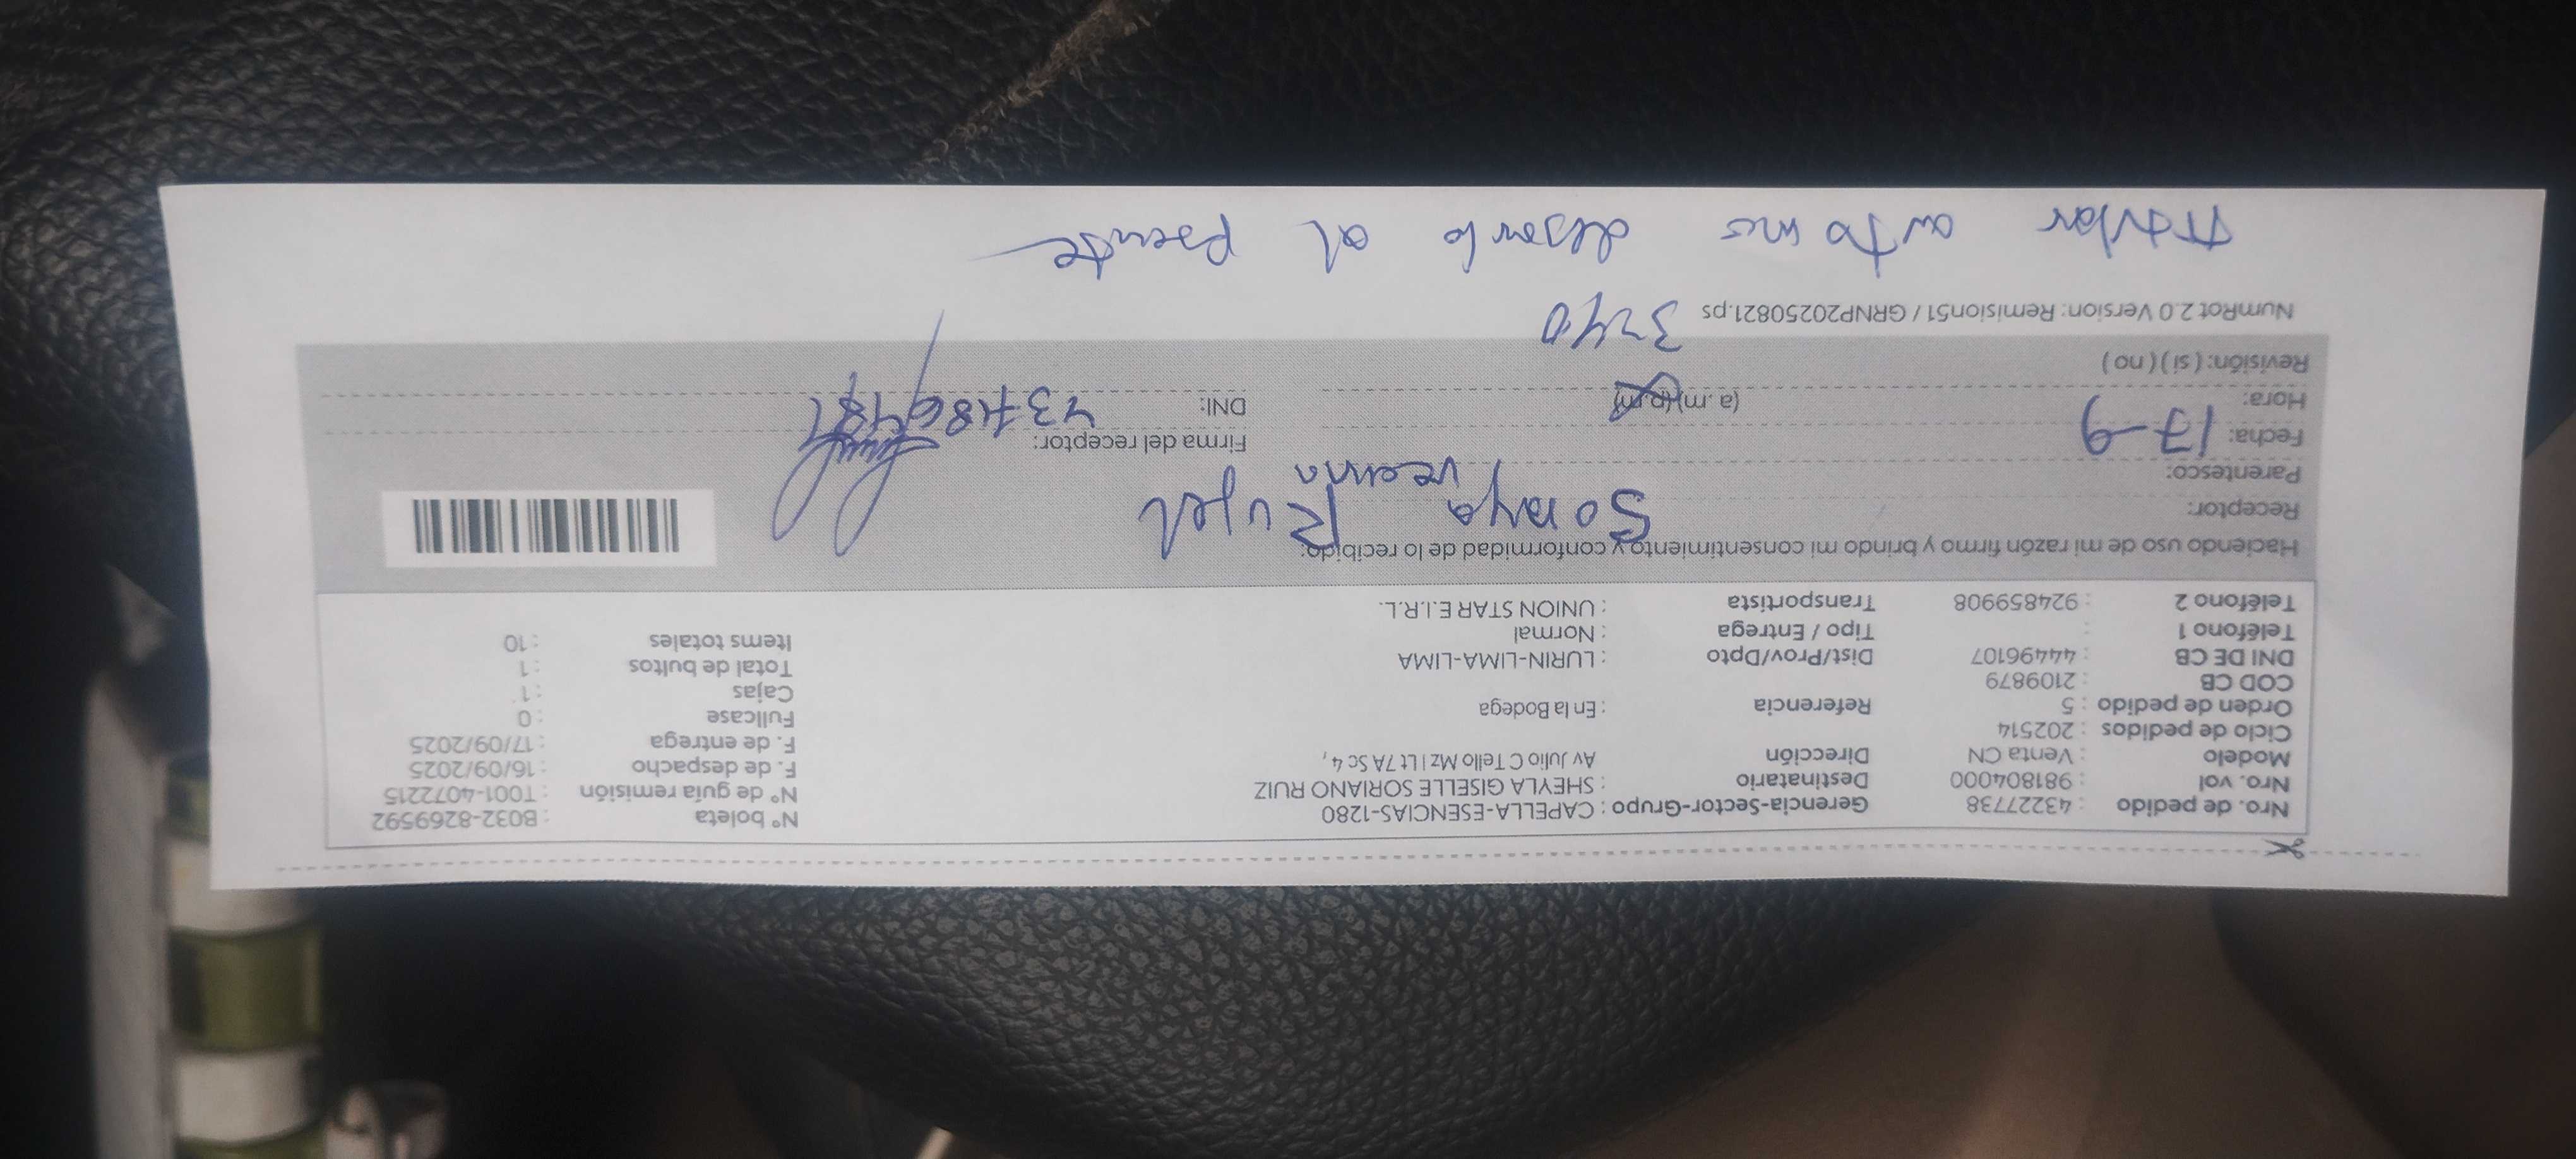 Nro. de pedido : 43227738 Gerencia-Sector-Grupo : CAPELLA-ESENCIAS-1280 N° boleta : B032-8269592
Nro. vol : 981804000 Destinatario : SHEYLA GISELLE SORIANO RUIZ N° de guía remisión : T001-4072215
Modelo : Venta CN Dirección Av Julio C Tello Mz I Lt 7A Sc 4 , F. de despacho : 16/09/2025
Ciclo de pedidos : 202514 F. de entrega : 17/09/2025
Orden de pedido : 5 Referencia : En la Bodega Fullcase : 0
COD CB : 2109879 Cajas : 1
DNI DE CB : 44496107 Dist/Prov/Dpto : LURIN-LIMA-LIMA Total de bultos : 1
Teléfono 1 : Tipo / Entrega : Normal Items totales : 10
Teléfono 2 : 924859908 Transportista : UNION STAR E.I.R.L.
Haciendo uso de mi razón firmo y brindo mi consentimiento y conformidad de lo recibido:
Receptor: Sonya
Parentesco: vecina
Fecha: 17-9 Firma del receptor:
Hora: (a .m) (p.m) DNI:
Revisión: ( si ) ( no )
3240
NumRot 2.0 Version: Remision51 / GRNP20250821.ps
titular autoriza dejarlo al